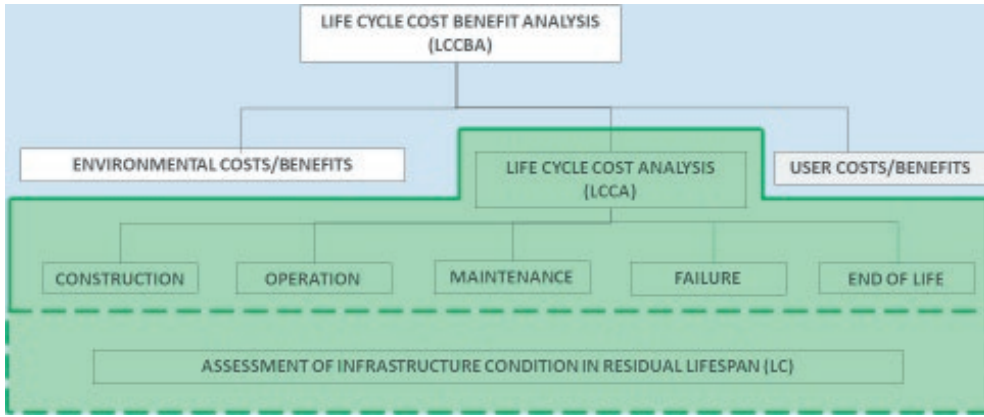 LIFE CYCLE COST BENEFIT ANALYSIS
(LCCBA)
ENVIRONMENTAL COSTS/BENEFITS
LIFE CYCLE COST ANALYSIS
(LCCA)
USER COSTS/BENEFITS
CONSTRUCTION
OPERATION
MAINTENANCE
FAILURE
END OF LIFE
ASSESSMENT OF INFRASTRUCTURE CONDITION IN RESIDUAL LIFESPAN (LC)